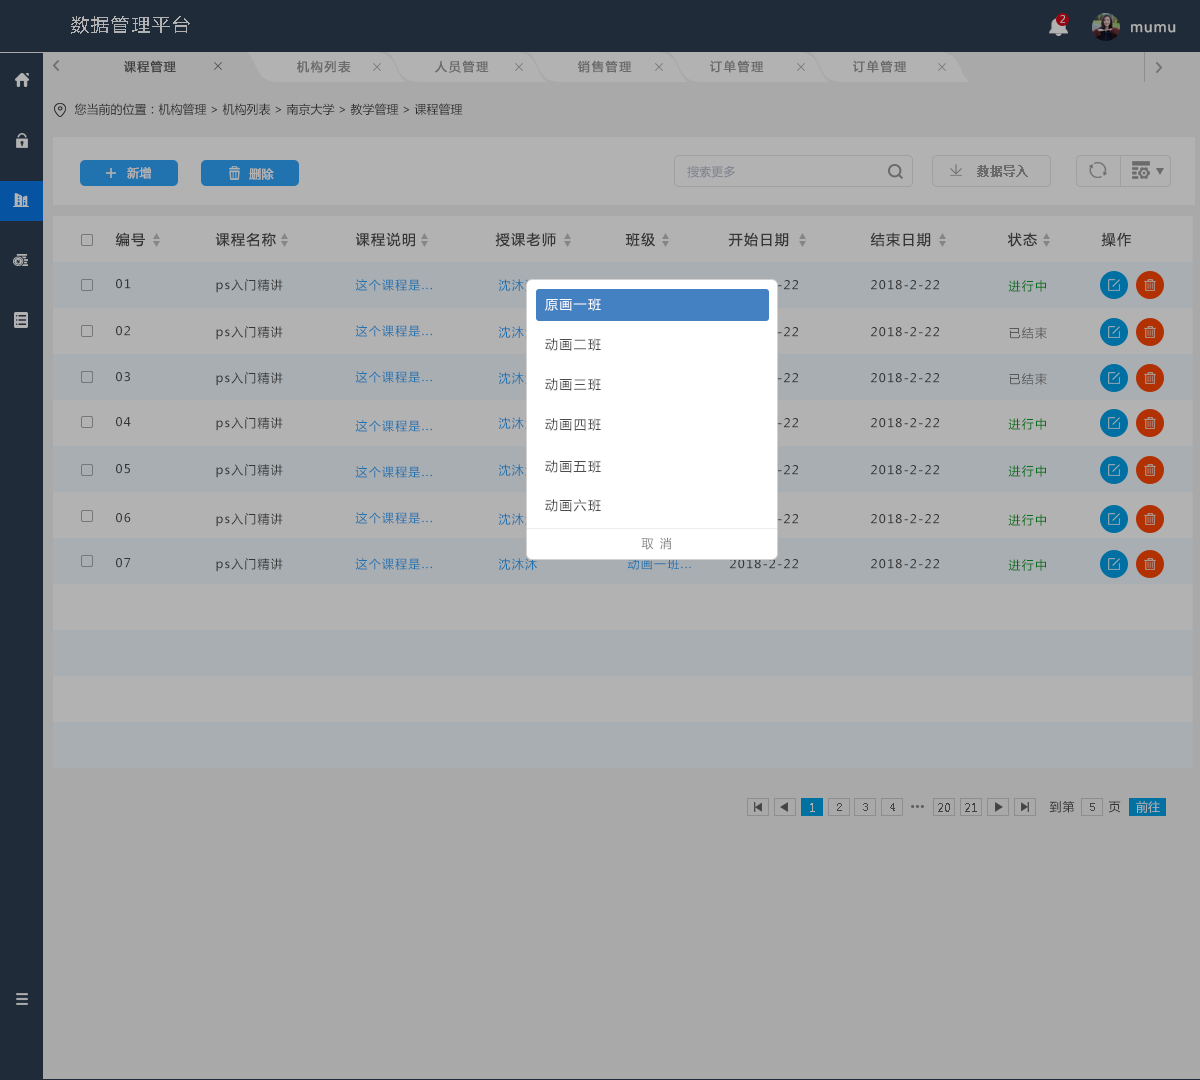 数据管理平台
2
mumu
课程管理 机构列表 人员管理 销售管理 订单管理 订单管理
您当前的位置：机构管理 > 机构列表 > 南京大学 > 教学管理 > 课程管理
新增 删除 搜索更多 数据导入
编号 课程名称 课程说明 授课老师 班级 开始日期 结束日期 状态 操作
01 ps入门精讲 这个课程是... 沈沐 -22 2018-2-22 进行中
02 ps入门精讲 这个课程是... 沈沐 -22 2018-2-22 已结束
03 ps入门精讲 这个课程是... 沈沐 -22 2018-2-22 已结束
04 ps入门精讲 这个课程是... 沈沐 -22 2018-2-22 进行中
05 ps入门精讲 这个课程是... 沈沐 -22 2018-2-22 进行中
06 ps入门精讲 这个课程是... 沈沐 -22 2018-2-22 进行中
07 ps入门精讲 这个课程是... 沈沐沐 动画一班... 2018-2-22 2018-2-22 进行中
原画一班
动画二班
动画三班
动画四班
动画五班
动画六班
取 消
1 2 3 4 ••• 20 21 到第 5 页 前往